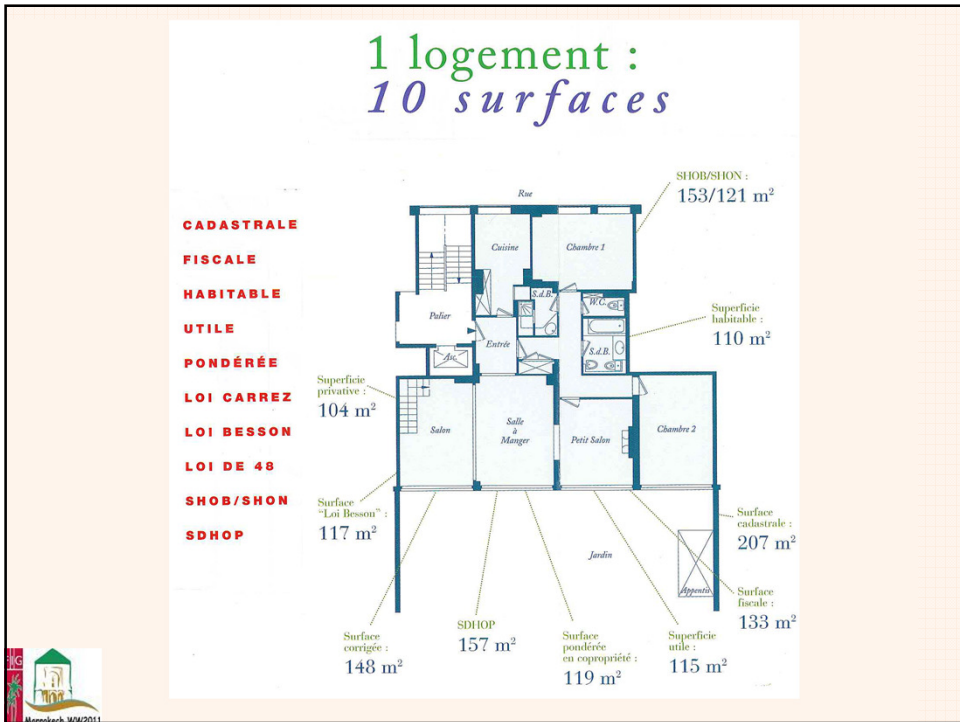 1 logement :
10 surfaces
CADASTRALE
FISCALE
HABITABLE
UTILE
PONDÉRÉE
LOI CARREZ
LOI BESSON
LOI DE 48
SHOB/SHON
SDHOP
SHOB/SHON :
153/121 m²
Rue
Cuisine
Chambre 1
S.d.B.
W.C.
Palier
Superficie
habitable :
110 m²
Entrée
S.d.B.
Asc.
Superficie
privative :
104 m²
Salon
Salle
à
Manger
Petit Salon
Chambre 2
Surface
"Loi Besson" :
117 m²
Surface
cadastrale :
207 m²
Jardin
Appentis
Surface
fiscale :
133 m²
Surface
corrigée :
148 m²
SDHOP
157 m²
Surface
pondérée
en copropriété :
119 m²
Superficie
utile :
115 m²
FIG
Marrakech WW2011